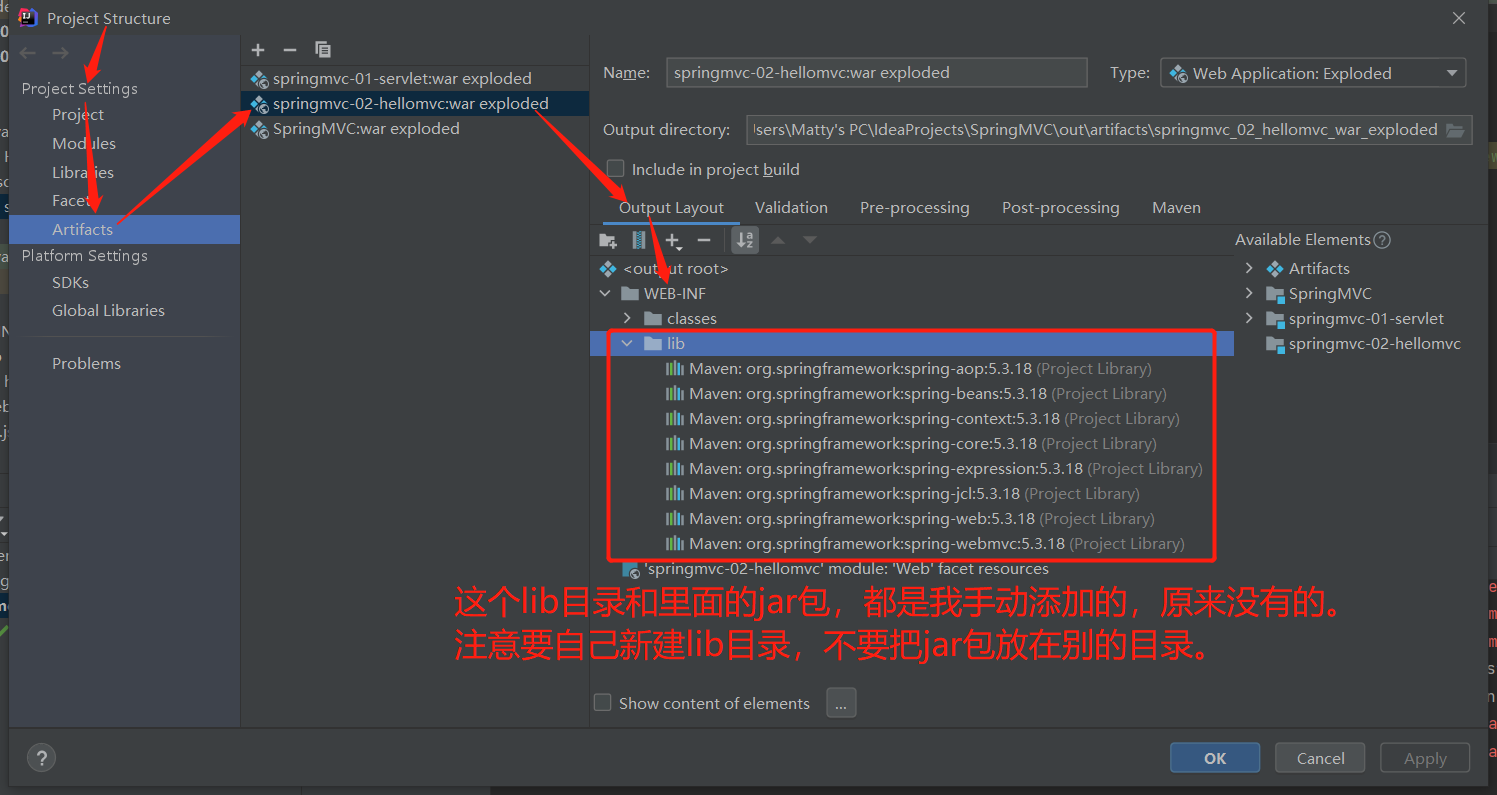 Project Structure
Project Settings
Project
Modules
Libraries
Facets
Artifacts
Platform Settings
SDKs
Global Libraries
Problems
springmvc-01-servlet:war exploded
springmvc-02-hellomvc:war exploded
SpringMVC:war exploded
Name: springmvc-02-hellomvc:war exploded Type: Web Application: Exploded
Output directory: sers\Matty's PC\IdeaProjects\SpringMVC\out\artifacts\springmvc_02_hellomvc_war_exploded
Include in project build
Output Layout Validation Pre-processing Post-processing Maven
Available Elements
<output root>
WEB-INF
classes
lib
Maven: org.springframework:spring-aop:5.3.18 (Project Library)
Maven: org.springframework:spring-beans:5.3.18 (Project Library)
Maven: org.springframework:spring-context:5.3.18 (Project Library)
Maven: org.springframework:spring-core:5.3.18 (Project Library)
Maven: org.springframework:spring-expression:5.3.18 (Project Library)
Maven: org.springframework:spring-jcl:5.3.18 (Project Library)
Maven: org.springframework:spring-web:5.3.18 (Project Library)
Maven: org.springframework:spring-webmvc:5.3.18 (Project Library)
'springmvc-02-hellomvc' module: 'Web' facet resources
Artifacts
SpringMVC
springmvc-01-servlet
springmvc-02-hellomvc
这个lib目录和里面的jar包，都是我手动添加的，原来没有的。
注意要自己新建lib目录，不要把jar包放在别的目录。
Show content of elements ...
? OK Cancel Apply